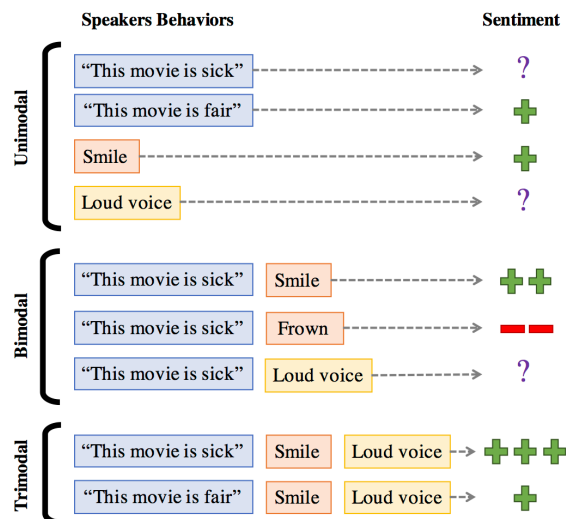 Speakers Behaviors Sentiment
Unimodal
“This movie is sick” ?
“This movie is fair”
Smile
Loud voice ?
Bimodal
“This movie is sick” Smile
“This movie is sick” Frown
“This movie is sick” Loud voice ?
Trimodal
“This movie is sick” Smile Loud voice
“This movie is fair” Smile Loud voice